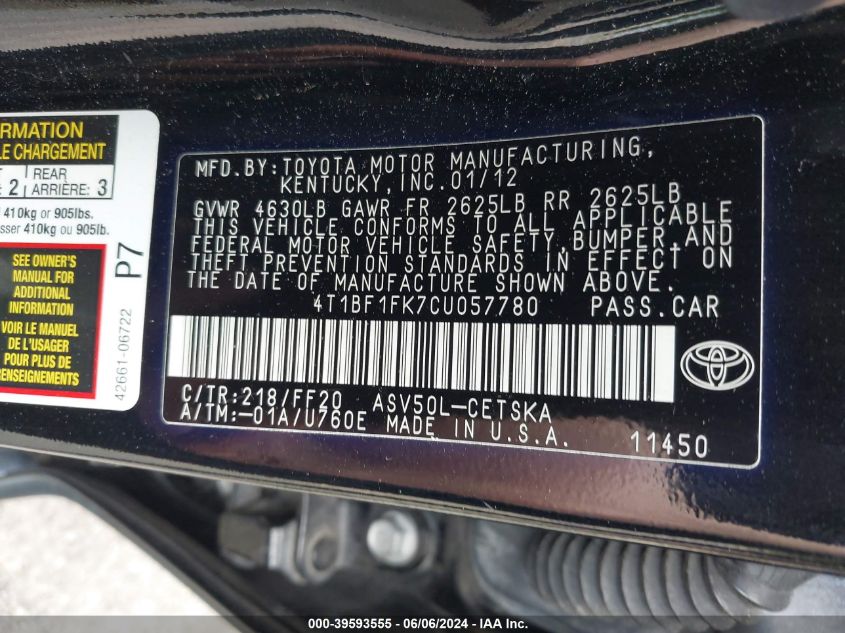 RMATION
E CHARGEMENT
2 REAR
ARRIÈRE: 3
410kg or 905lbs.
sser 410 kg ou 905lb.
SEE OWNER'S
MANUAL FOR
ADDITIONAL
INFORMATION
VOIR LE MANUEL
DE L'USAGER
POUR PLUS DE
RENSEIGNEMENTS
P7
42661-06722
MFD.BY:TOYOTA MOTOR MANUFACTURING,
KENTUCKY,INC.01/12
GVWR 4630LB GAWR FR 2625LB RR 2625LB
THIS VEHICLE CONFORMS TO ALL APPLICABLE
FEDERAL MOTOR VEHICLE SAFETY,BUMPER,AND
THEFT PREVENTION STANDARDS IN EFFECT ON
THE DATE OF MANUFACTURE SHOWN ABOVE.
4T1BF1FK7CU057780 PASS.CAR
C/TR:218/FF20 ASV50L-CETSKA
A/TM:-01A/U760E MADE IN U.S.A. 11450
000-39593555 - 06/06/2024 - IAA Inc.